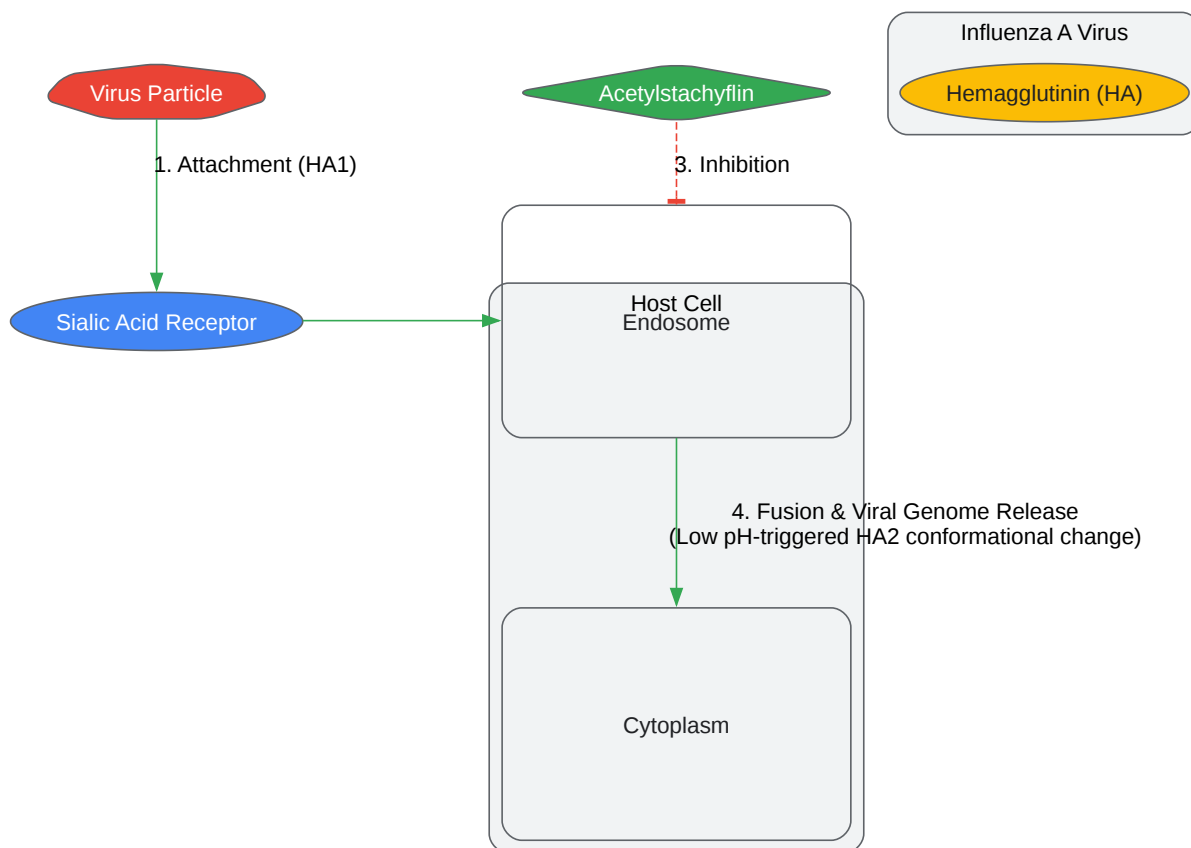 Influenza A Virus
Virus Particle
Acetylstachyflin
Hemagglutinin (HA)
1. Attachment (HA1)
3. Inhibition
Host Cell
Sialic Acid Receptor
Endosome
4. Fusion & Viral Genome Release
(Low pH-triggered HA2 conformational change)
Cytoplasm